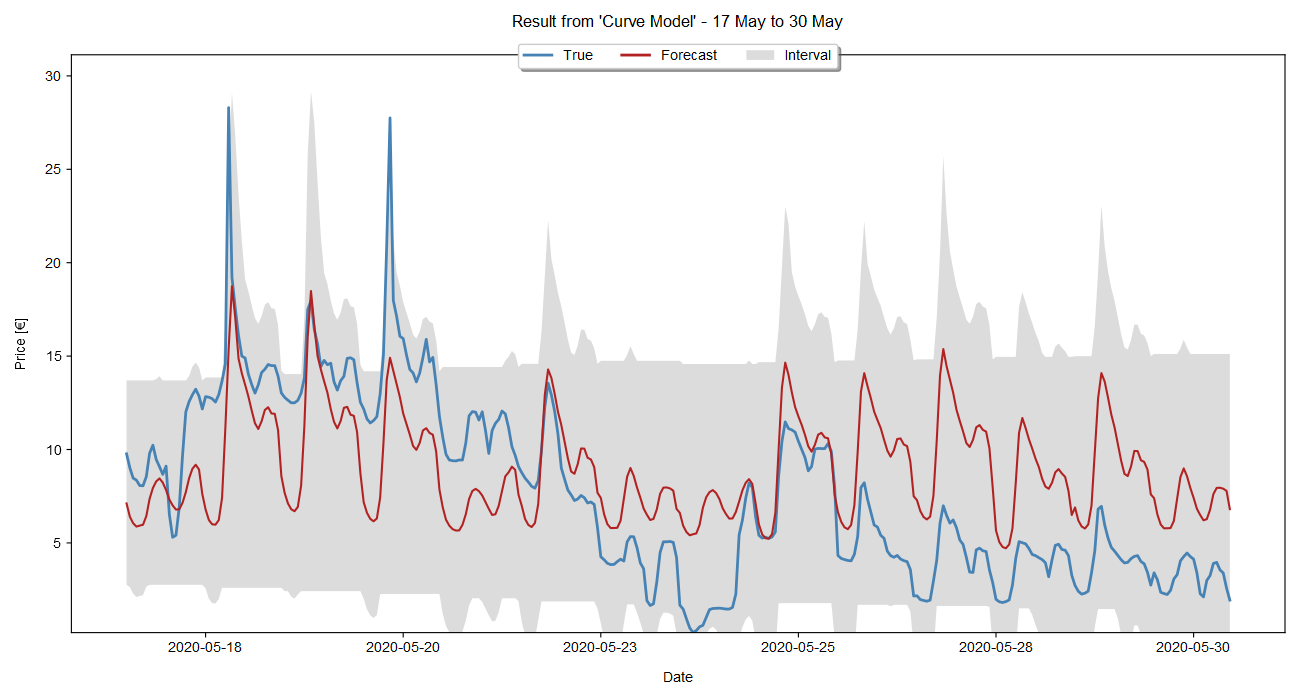 Result from 'Curve Model' - 17 May to 30 May
True Forecast Interval
30
25
20
15
10
5
Price [€]
2020-05-18 2020-05-20 2020-05-23 2020-05-25 2020-05-28 2020-05-30
Date